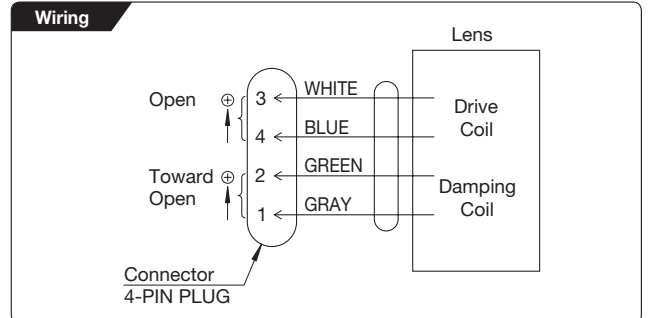 Wiring
Lens
Open ⊕ 3 WHITE Drive
4 BLUE Coil
Toward ⊕ 2 GREEN Damping
Open 1 GRAY Coil
Connector
4-PIN PLUG